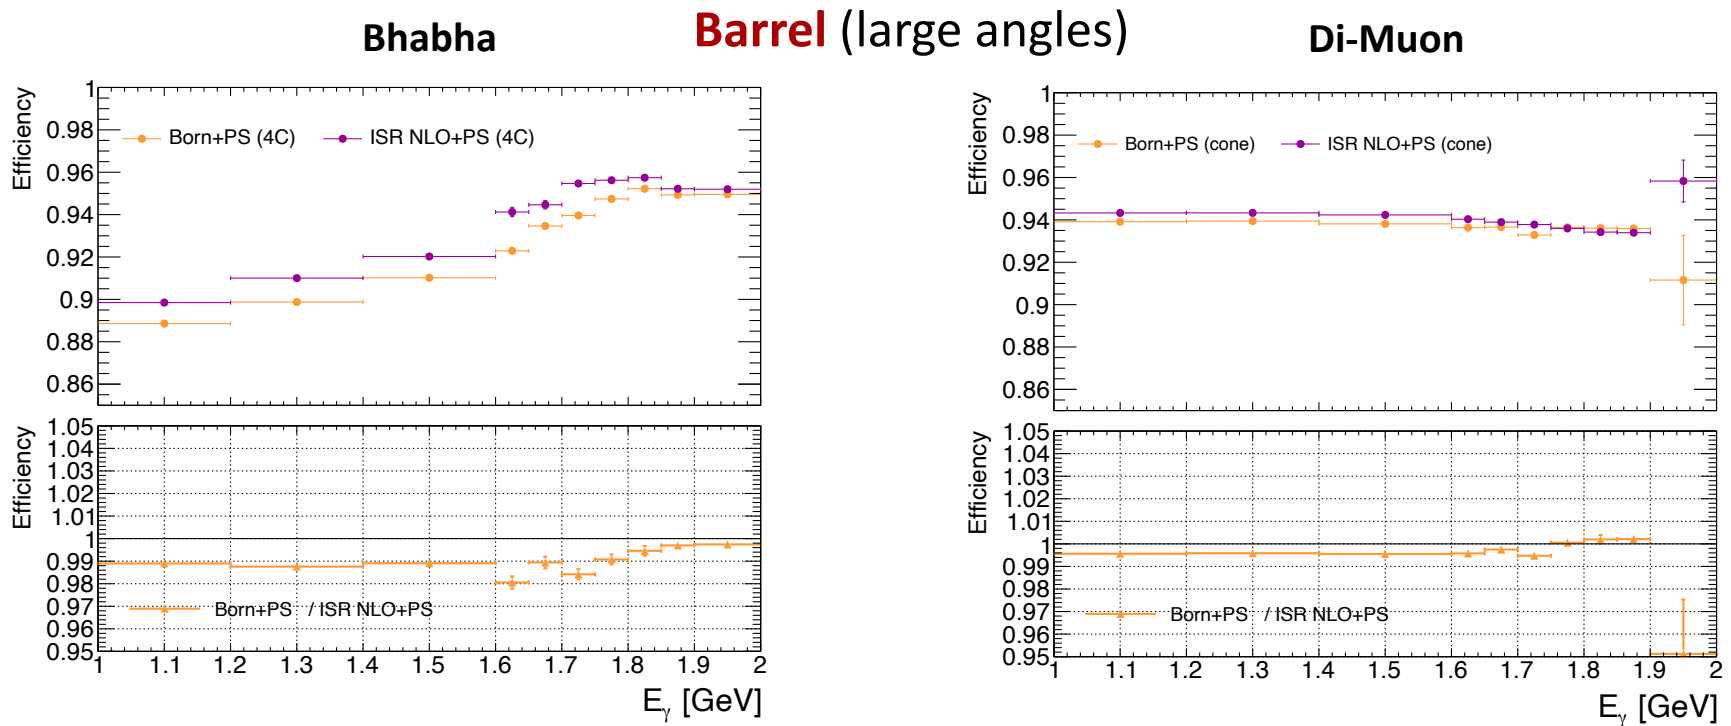 Barrel (large angles)
Bhabha
Efficiency
1
0.98
0.96
0.94
0.92
0.9
0.88
0.86
Born+PS (4C)
ISR NLO+PS (4C)
Efficiency
1.05
1.04
1.03
1.02
1.01
1
0.99
0.98
0.97
0.96
0.95
Born+PS / ISR NLO+PS
1 1.1 1.2 1.3 1.4 1.5 1.6 1.7 1.8 1.9 2
Eγ [GeV]
Di-Muon
Efficiency
1
0.98
0.96
0.94
0.92
0.9
0.88
0.86
Born+PS (cone)
ISR NLO+PS (cone)
Efficiency
1.05
1.04
1.03
1.02
1.01
1
0.99
0.98
0.97
0.96
0.95
Born+PS / ISR NLO+PS
1 1.1 1.2 1.3 1.4 1.5 1.6 1.7 1.8 1.9 2
Eγ [GeV]